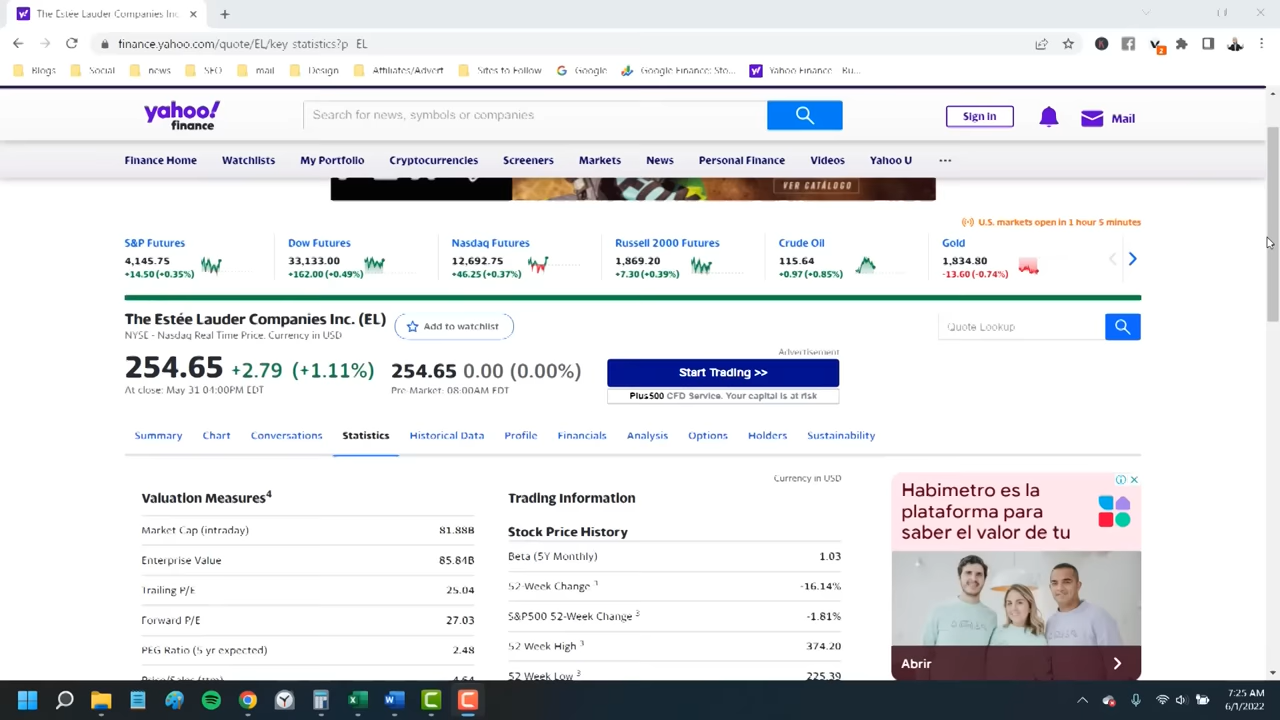 The Estée Lauder Companies Inc
finance.yahoo.com/quote/EL/key statistics?p EL
2
Blogs Social news SEO mail Design Affiliates/Advert Sites to Follow Google Google Finance: Sto... Yahoo Finance Bu...
yahoo! finance
Search for news, symbols or companies
Sign in
Mail
Finance Home Watchlists My Portfolio Cryptocurrencies Screeners Markets News Personal Finance Videos Yahoo U ...
VER CATÁLOGO
U.S. markets open in 1 hour 5 minutes
S&P Futures Dow Futures Nasdaq Futures Russell 2000 Futures Crude Oil Gold
4,145.75 33,133.00 12,692.75 1,869.20 115.64 1,834.80
+14.50 (+0.35%) +162.00 (+0.49%) +46.25 (+0.37%) +7.30 (+0.39%) +0.97 (+0.85%) -13.60 (-0.74%)
The Estée Lauder Companies Inc. (EL)
Add to watchlist
Quote Lookup
NYSE - Nasdaq Real Time Price. Currency in USD
Advertisement
254.65 +2.79 (+1.11%) 254.65 0.00 (0.00%)
Start Trading >>
At close: May 31 04:00PM EDT Pre-Market: 08:00AM EDT
Plus500 CFD Service. Your capital is at risk
Summary Chart Conversations Statistics Historical Data Profile Financials Analysis Options Holders Sustainability
Currency in USD
Valuation Measures4
Market Cap (intraday) 81.88B
Enterprise Value 85.84B
Trailing P/E 25.04
Forward P/E 27.03
PEG Ratio (5 yr expected) 2.48
Price/Sales (ttm) 4.64
Trading Information
Stock Price History
Beta (5Y Monthly) 1.03
52-Week Change 3 -16.14%
S&P500 52-Week Change 3 -1.81%
52 Week High 3 374.20
52 Week Low 3 225.39
Habimetro es la
plataforma para
saber el valor de tu
Abrir
7:25 AM
6/1/2022